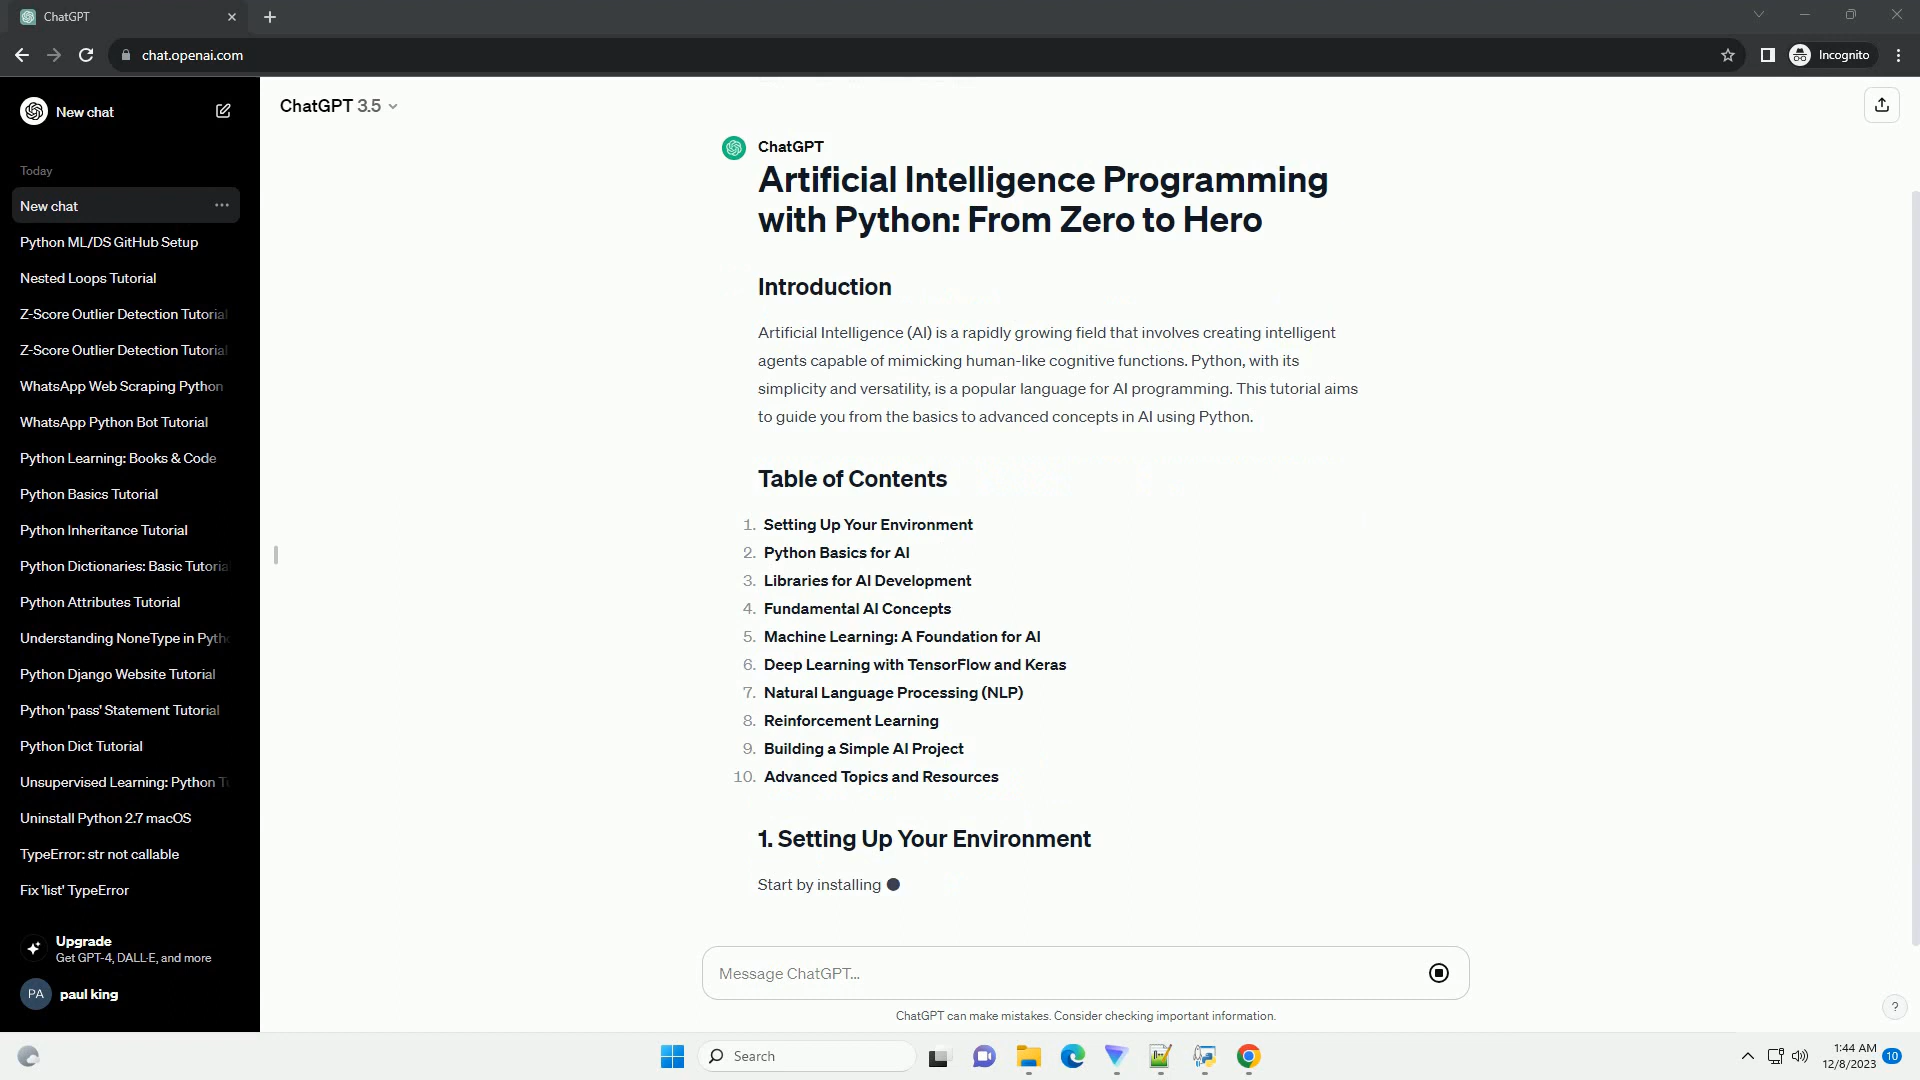 ChatGPT
chat.openai.com
Incognito
New chat
Today
New chat
Python ML/DS GitHub Setup
Nested Loops Tutorial
Z-Score Outlier Detection Tutorial
Z-Score Outlier Detection Tutorial
WhatsApp Web Scraping Python
WhatsApp Python Bot Tutorial
Python Learning: Books & Code
Python Basics Tutorial
Python Inheritance Tutorial
Python Dictionaries: Basic Tutoria
Python Attributes Tutorial
Understanding NoneType in Pyth
Python Django Website Tutorial
Python 'pass' Statement Tutorial
Python Dict Tutorial
Unsupervised Learning: Python T
Uninstall Python 2.7 macOS
TypeError: str not callable
Fix 'list' TypeError
Upgrade
Get GPT-4, DALL·E, and more
PA paul king
ChatGPT 3.5
ChatGPT
Artificial Intelligence Programming
with Python: From Zero to Hero
Introduction
Artificial Intelligence (AI) is a rapidly growing field that involves creating intelligent
agents capable of mimicking human-like cognitive functions. Python, with its
simplicity and versatility, is a popular language for AI programming. This tutorial aims
to guide you from the basics to advanced concepts in AI using Python.
Table of Contents
1. Setting Up Your Environment
2. Python Basics for AI
3. Libraries for AI Development
4. Fundamental AI Concepts
5. Machine Learning: A Foundation for AI
6. Deep Learning with TensorFlow and Keras
7. Natural Language Processing (NLP)
8. Reinforcement Learning
9. Building a Simple AI Project
10. Advanced Topics and Resources
1. Setting Up Your Environment
Start by installing
Message ChatGPT…
ChatGPT can make mistakes. Consider checking important information.
?
Search
1:44 AM
12/8/2023
10